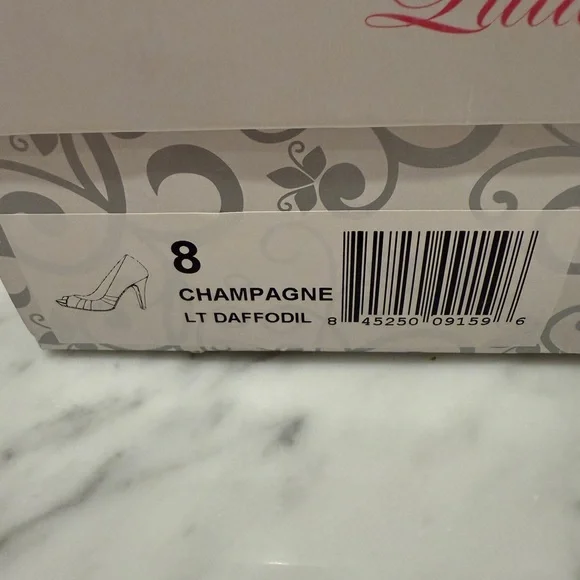 8
CHAMPAGNE
LT DAFFODIL
8 45250 09159 6